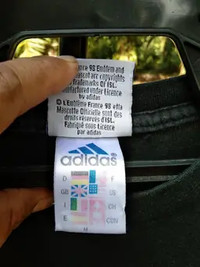 France 98 Emblem and
Mascot are copyrights
& Trademarks Of ISL.
Manufactured under Licence
by adidas
© L'Emblème France 98 et la
Mascotte Officielle sont des
droits réservés d'ISL.
Fabriqué sous Licence
par adidas
adidas
D
F
GB
I
E
M